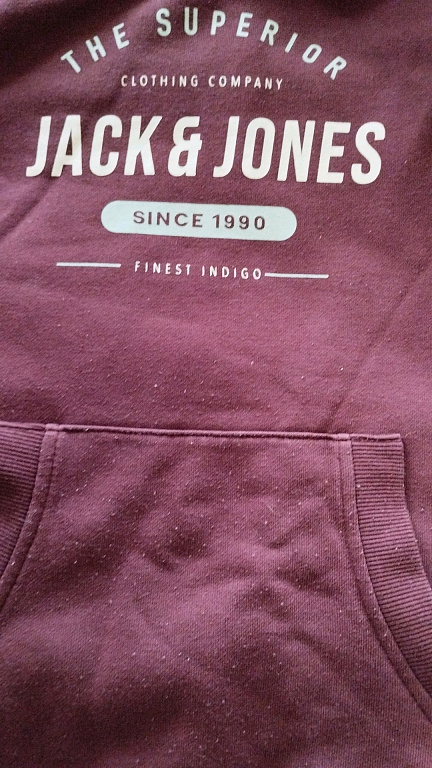 THE SUPERIOR
CLOTHING COMPANY
JACK & JONES
SINCE 1990
FINEST INDIGO